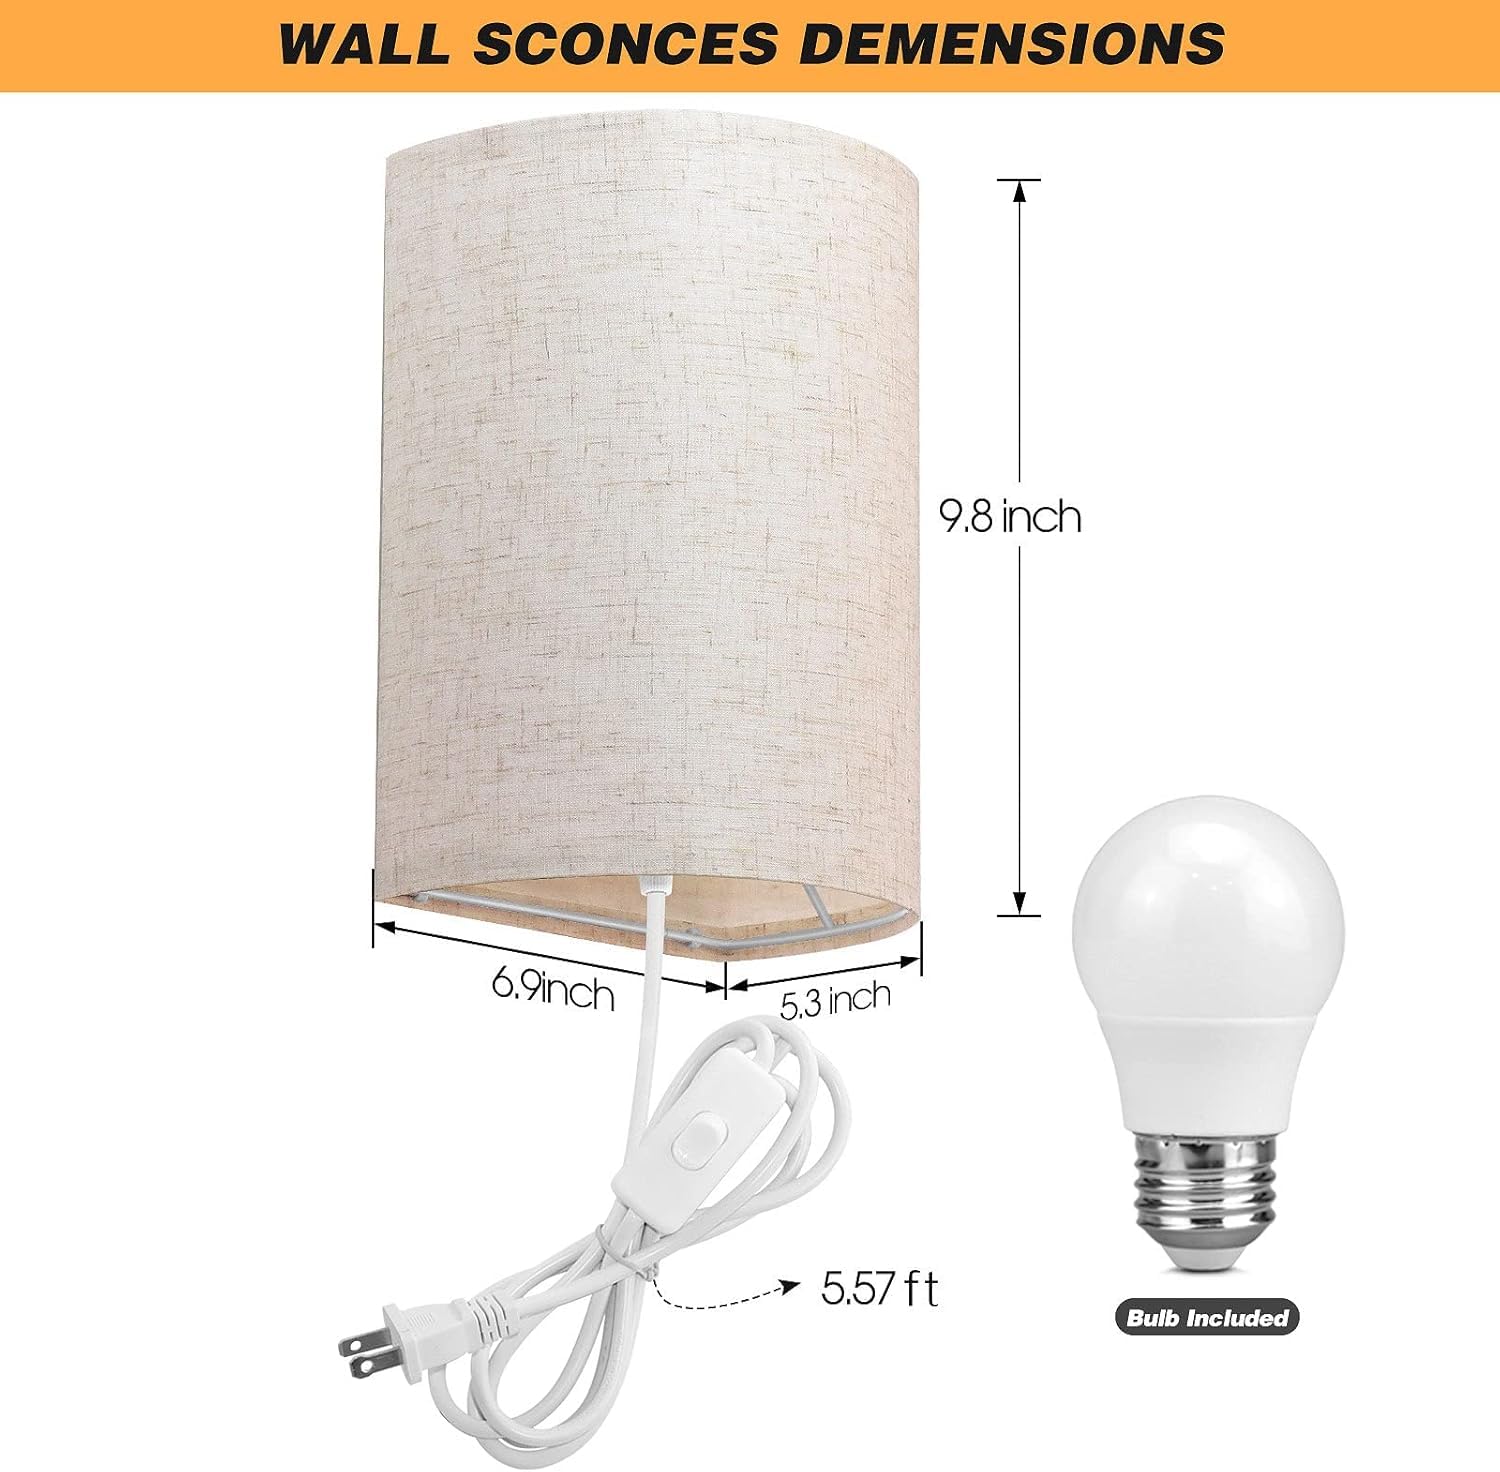 WALL SCONCES DEMENSIONS
9.8 inch
6.9inch
5.3 inch
5.57 ft
Bulb Included